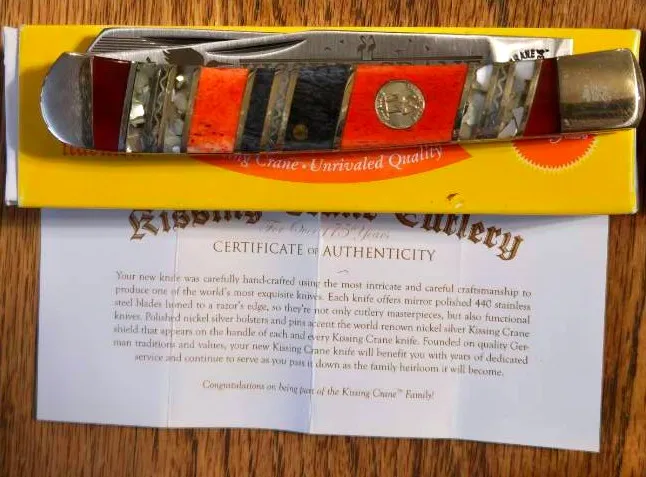 RANE
Kissing Crane • Unrivaled Quality
Kissing Crane Cutlery
For Over 175 Years
CERTIFICATE OF AUTHENTICITY
Your new knife was carefully hand-crafted using the most intricate and careful craftsmanship to
produce one of the world's most exquisite knives. Each knife offers mirror polished 440 stainless
steel blades honed to a razor's edge, so they're not only cutlery masterpieces, but also functional
knives. Polished nickel silver bolsters and pins accent the world renown nickel silver Kissing Crane
shield that appears on the handle of each and every Kissing Crane knife. Founded on quality Ger-
man traditions and values, your new Kissing Crane knife will benefit you with years of dedicated
service and continue to serve as you pass it down as the family heirloom it will become.
Congratulations on being part of the Kissing Crane™ Family!